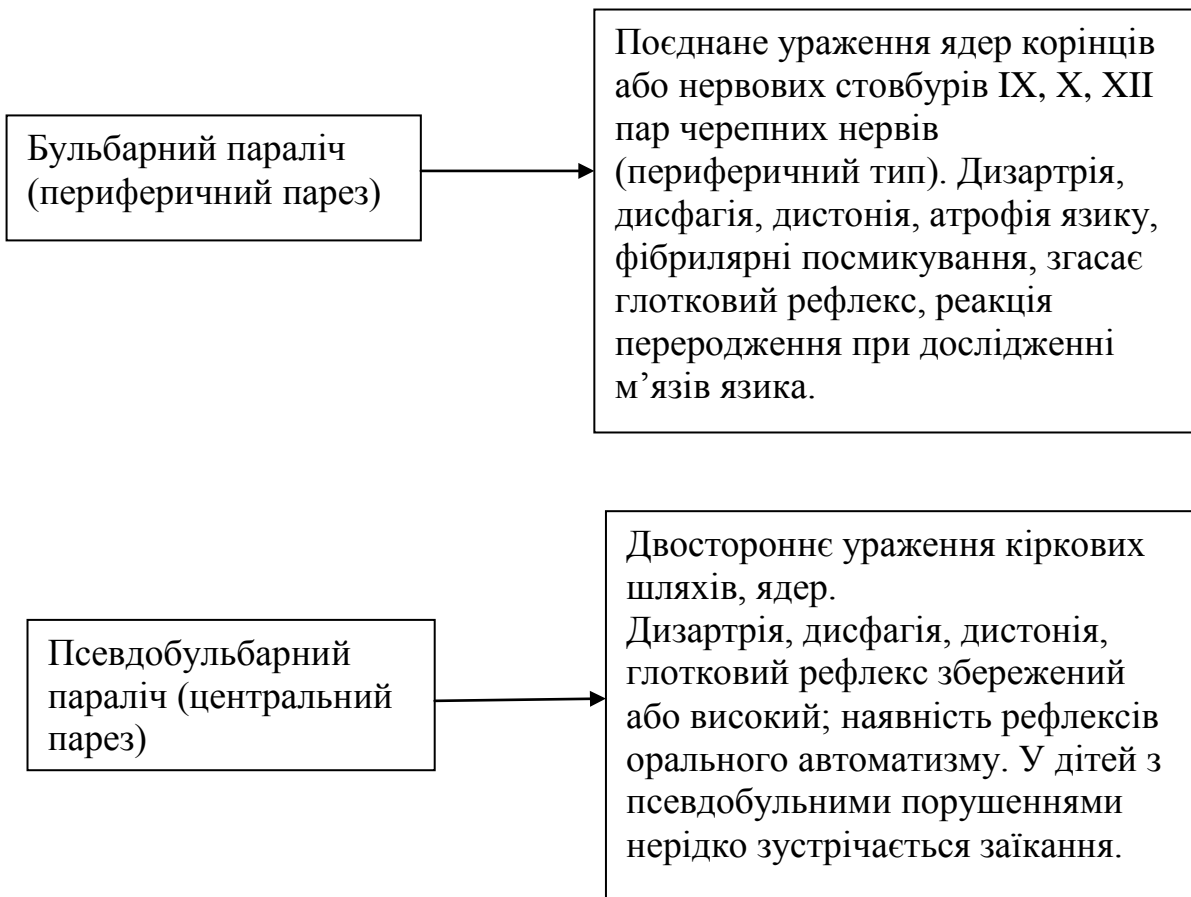 Бульбарний параліч
(периферичний парез)
Поєднане ураження ядер корінців
або нервових стовбурів IX, X, XII
пар черепних нервів
(периферичний тип). Дизартрія,
дисфагія, дистонія, атрофія язику,
фібрилярні посмикування, згасає
глотковий рефлекс, реакція
переродження при дослідженні
м’язів язика.
Псевдобульбарний
параліч (центральний
парез)
Двостороннє ураження кіркових
шляхів, ядер.
Дизартрія, дисфагія, дистонія,
глотковий рефлекс збережений
або високий; наявність рефлексів
орального автоматизму. У дітей з
псевдобульними порушеннями
нерідко зустрічається заїкання.